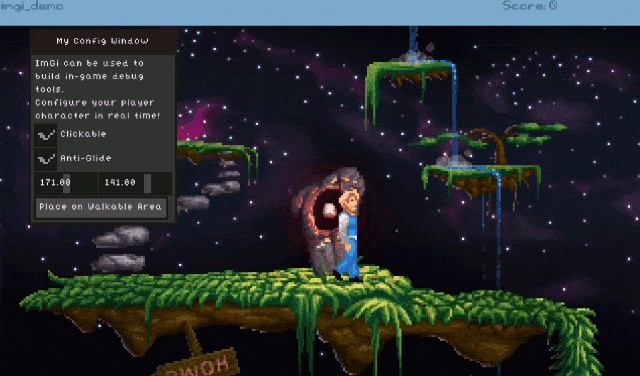 imgi_demo
Score:0
My Config Window
ImGi can be used to
build in-game debug
tools.
Configure your player
character in real time!
Clickable
Anti-Glide
171.00 141.00
Place on Walkable Area
HOME